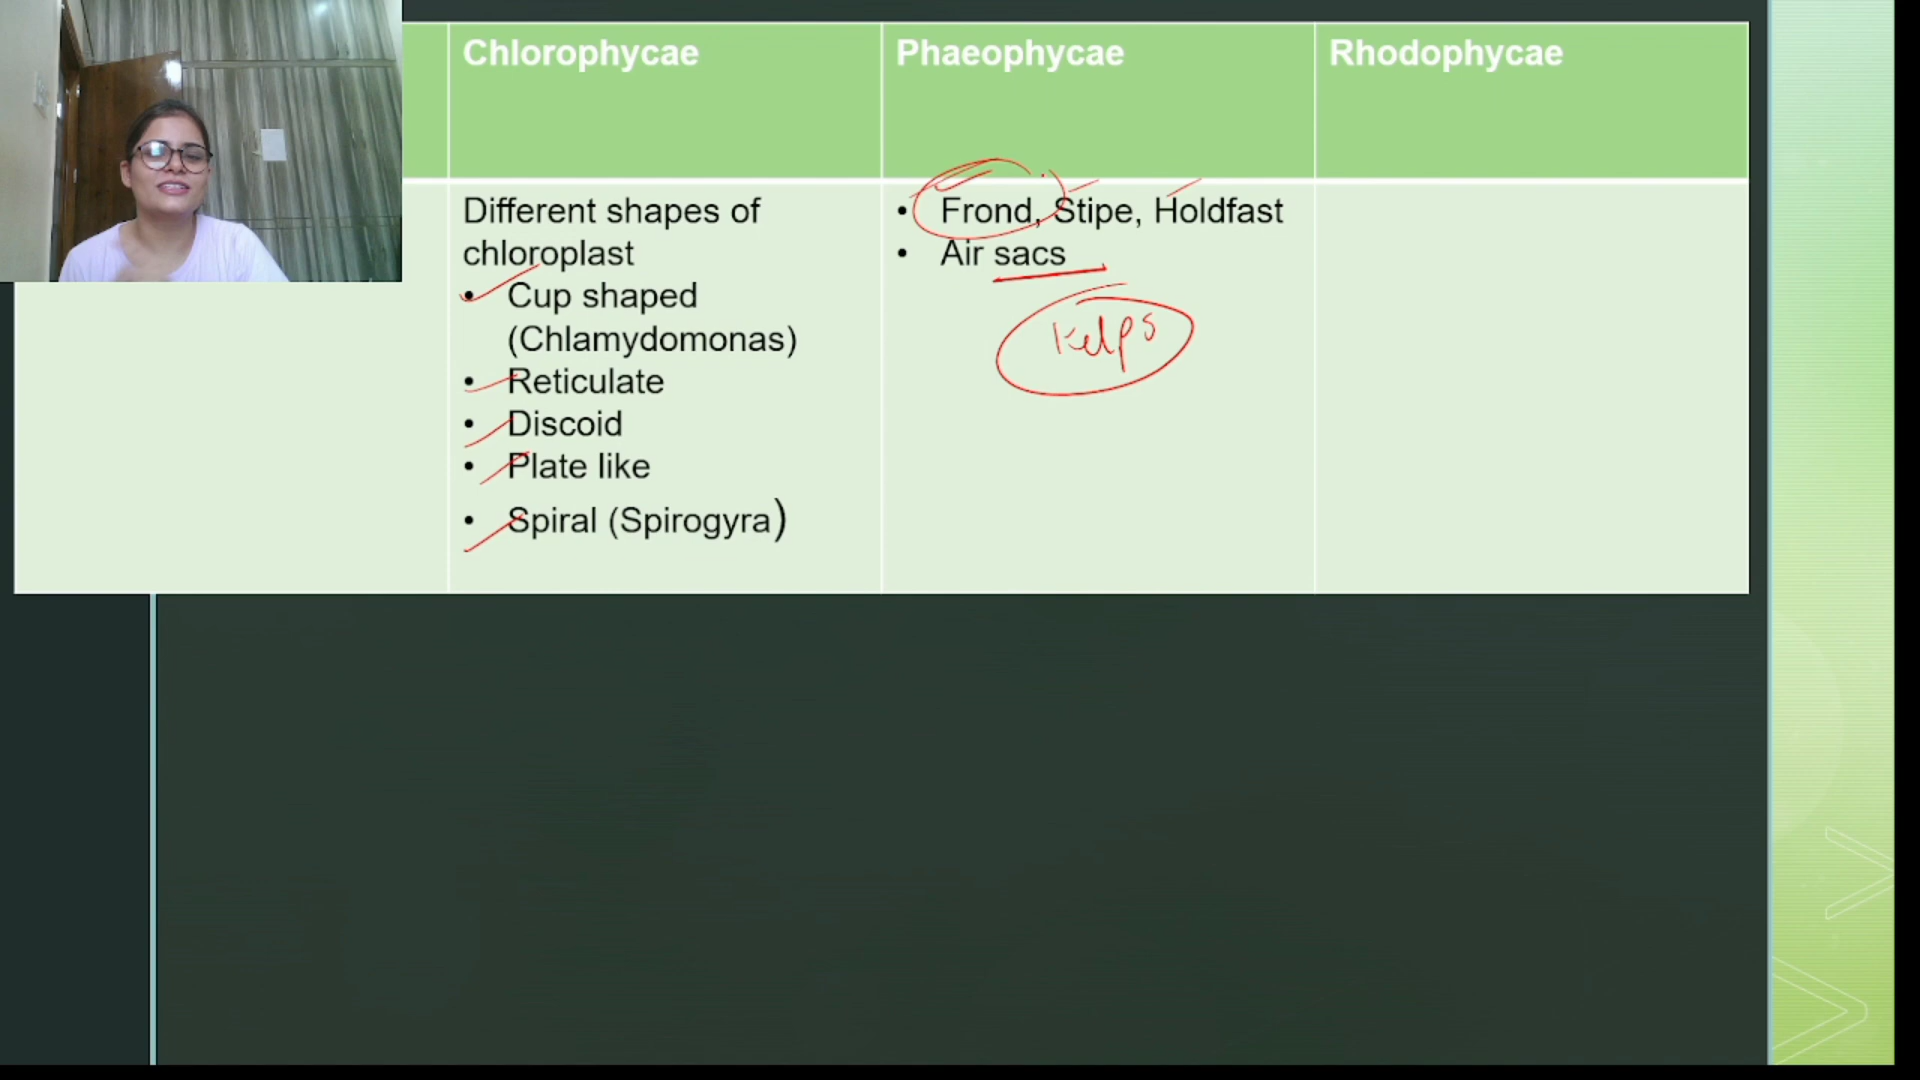 Chlorophycae
Phaeophycae
Rhodophycae
Different shapes of
chloroplast
• Cup shaped
(Chlamydomonas)
• Reticulate
• Discoid
• Plate like
• Spiral (Spirogyra)
• Frond, Stipe, Holdfast
• Air sacs
Kelps